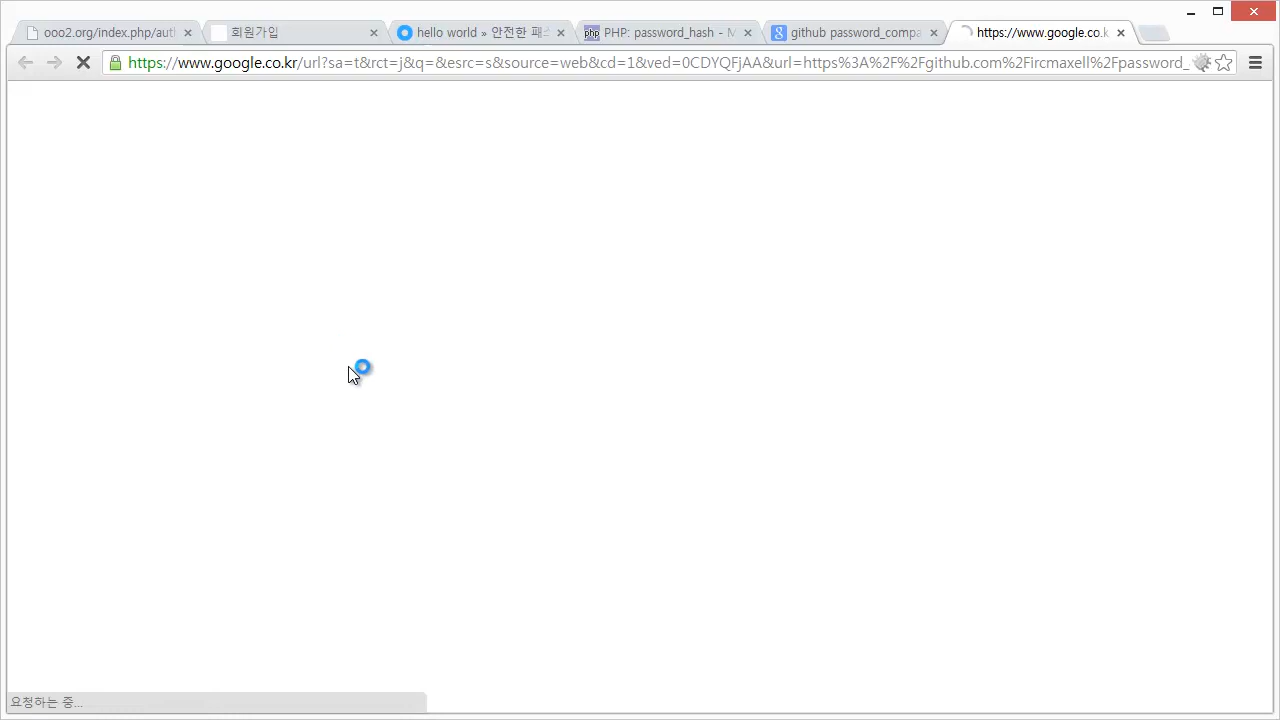 ooo2.org/index.php/aut
회원가입
hello world » 안전한 패스
PHP: password_hash - M
github password_compa
https://www.google.co.k
https://www.google.co.kr/url?sa=t&rct=j&q=&esrc=s&source=web&cd=1&ved=0CDYQFjAA&url=https%3A%2F%2Fgithub.com%2Fircmaxell%2Fpassword_
요청하는 중...